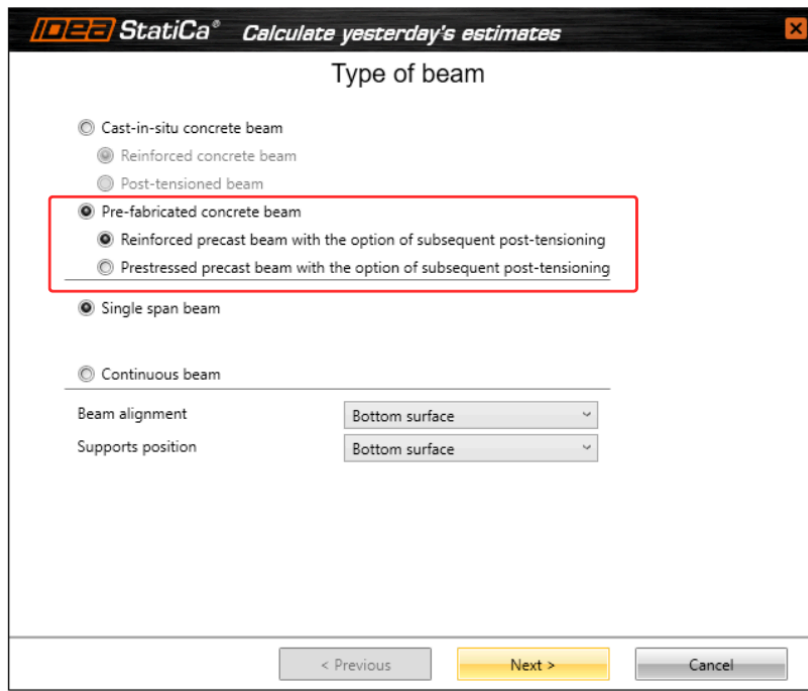 IDEA StatiCa® Calculate yesterday's estimates
Type of beam
Cast-in-situ concrete beam
Reinforced concrete beam
Post-tensioned beam
Pre-fabricated concrete beam
Reinforced precast beam with the option of subsequent post-tensioning
Prestressed precast beam with the option of subsequent post-tensioning
Single span beam
Continuous beam
Beam alignment Bottom surface
Supports position Bottom surface
< Previous Next > Cancel